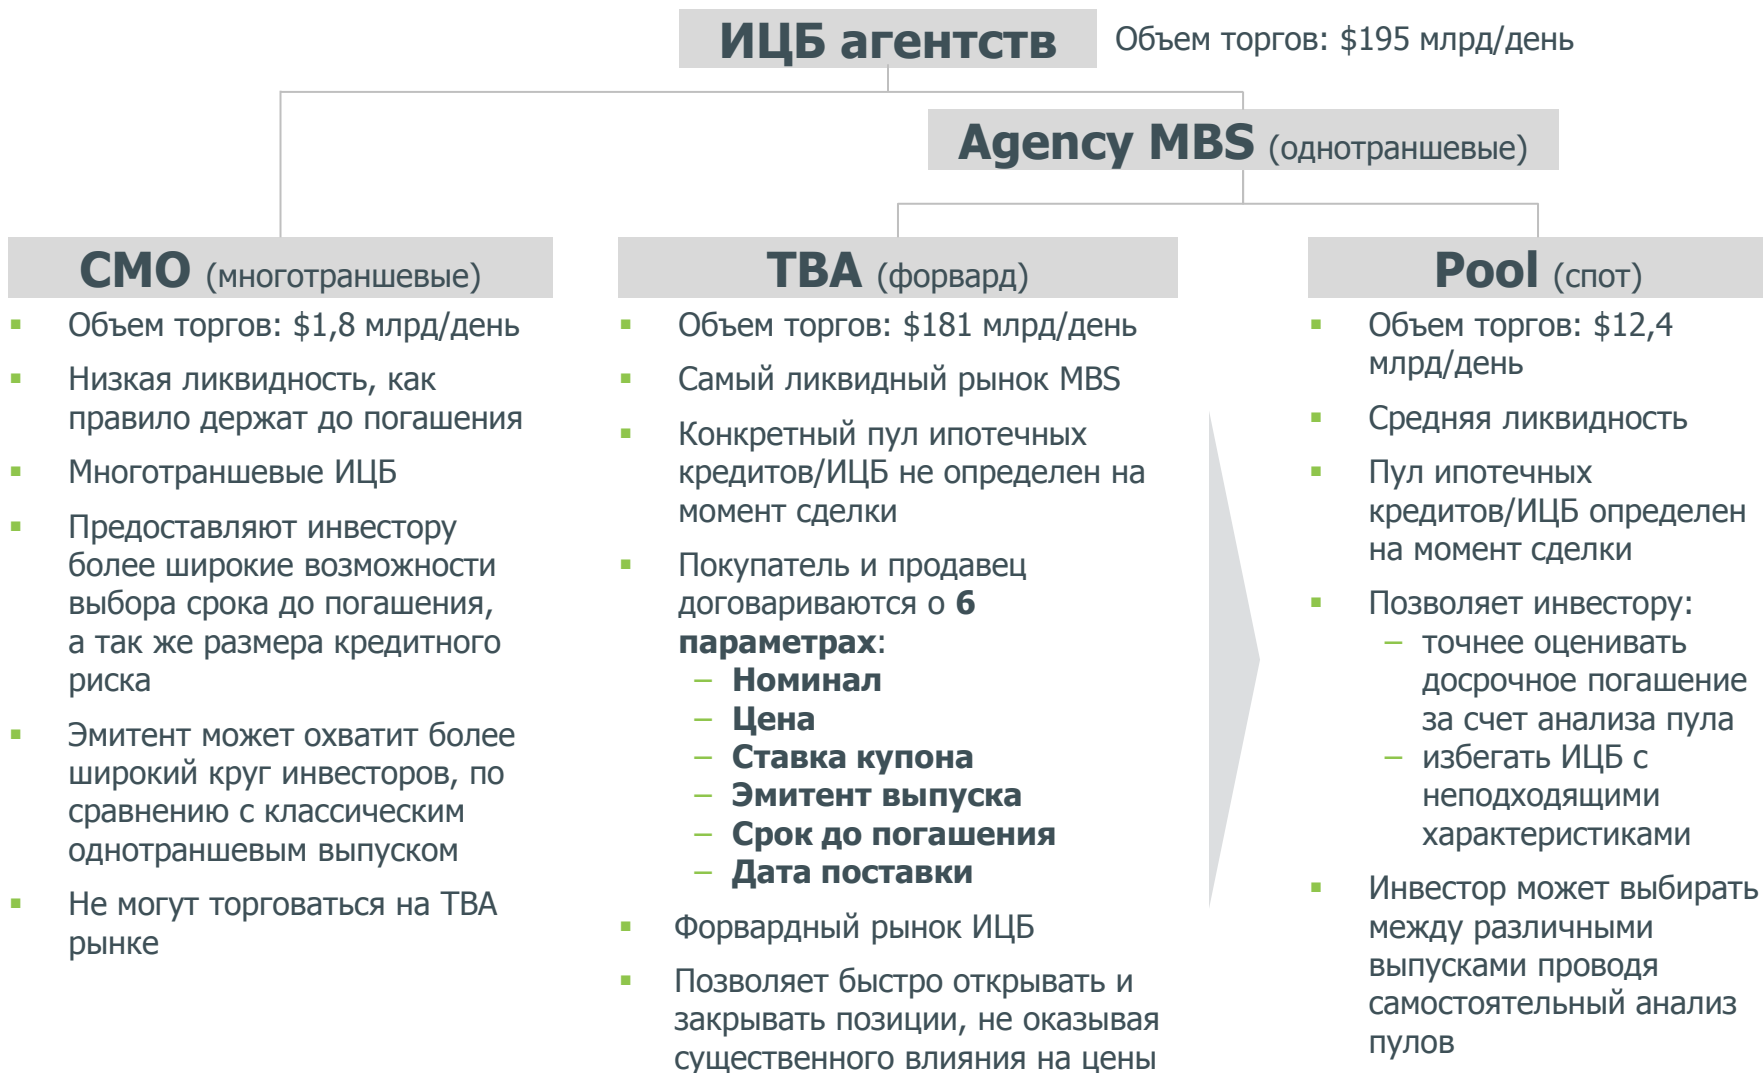 ИЦБ агентств
Объем торгов: $195 млрд/день
Agency MBS (однотраншевые)
CMO (многотраншевые)
▪ Объем торгов: $1,8 млрд/день
▪ Низкая ликвидность, как
правило держат до погашения
▪ Многотраншевые ИЦБ
▪ Предоставляют инвестору
более широкие возможности
выбора срока до погашения,
а так же размера кредитного
риска
▪ Эмитент может охватит более
широкий круг инвесторов, по
сравнению с классическим
однотраншевым выпуском
▪ Не могут торговаться на TBA
рынке
TBA (форвард)
▪ Объем торгов: $181 млрд/день
▪ Самый ликвидный рынок MBS
▪ Конкретный пул ипотечных
кредитов/ИЦБ не определен на
момент сделки
▪ Покупатель и продавец
договариваются о 6
параметрах:
– Номинал
– Цена
– Ставка купона
– Эмитент выпуска
– Срок до погашения
– Дата поставки
▪ Форвардный рынок ИЦБ
▪ Позволяет быстро открывать и
закрывать позиции, не оказывая
существенного влияния на цены
Pool (спот)
▪ Объем торгов: $12,4
млрд/день
▪ Средняя ликвидность
▪ Пул ипотечных
кредитов/ИЦБ определен
на момент сделки
▪ Позволяет инвестору:
– точнее оценивать
досрочное погашение
за счет анализа пула
– избегать ИЦБ с
неподходящими
характеристиками
▪ Инвестор может выбирать
между различными
выпусками проводя
самостоятельный анализ
пулов